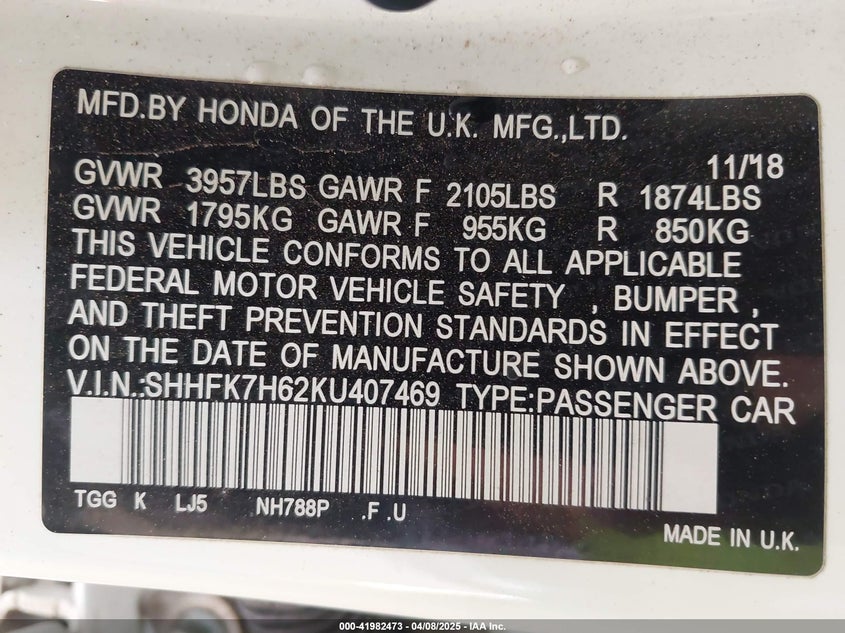 MFD.BY HONDA OF THE U.K. MFG.,LTD.
11/18
GVWR 3957LBS GAWR F 2105LBS R 1874LBS
GVWR 1795KG GAWR F 955KG R 850KG
THIS VEHICLE CONFORMS TO ALL APPLICABLE
FEDERAL MOTOR VEHICLE SAFETY , BUMPER ,
AND THEFT PREVENTION STANDARDS IN EFFECT
ON THE DATE OF MANUFACTURE SHOWN ABOVE.
V.I.N.:SHHFK7H62KU407469 TYPE:PASSENGER CAR
TGG K LJ5 NH788P .F .U
MADE IN U.K.
000-41982473 - 04/08/2025 - IAA Inc.